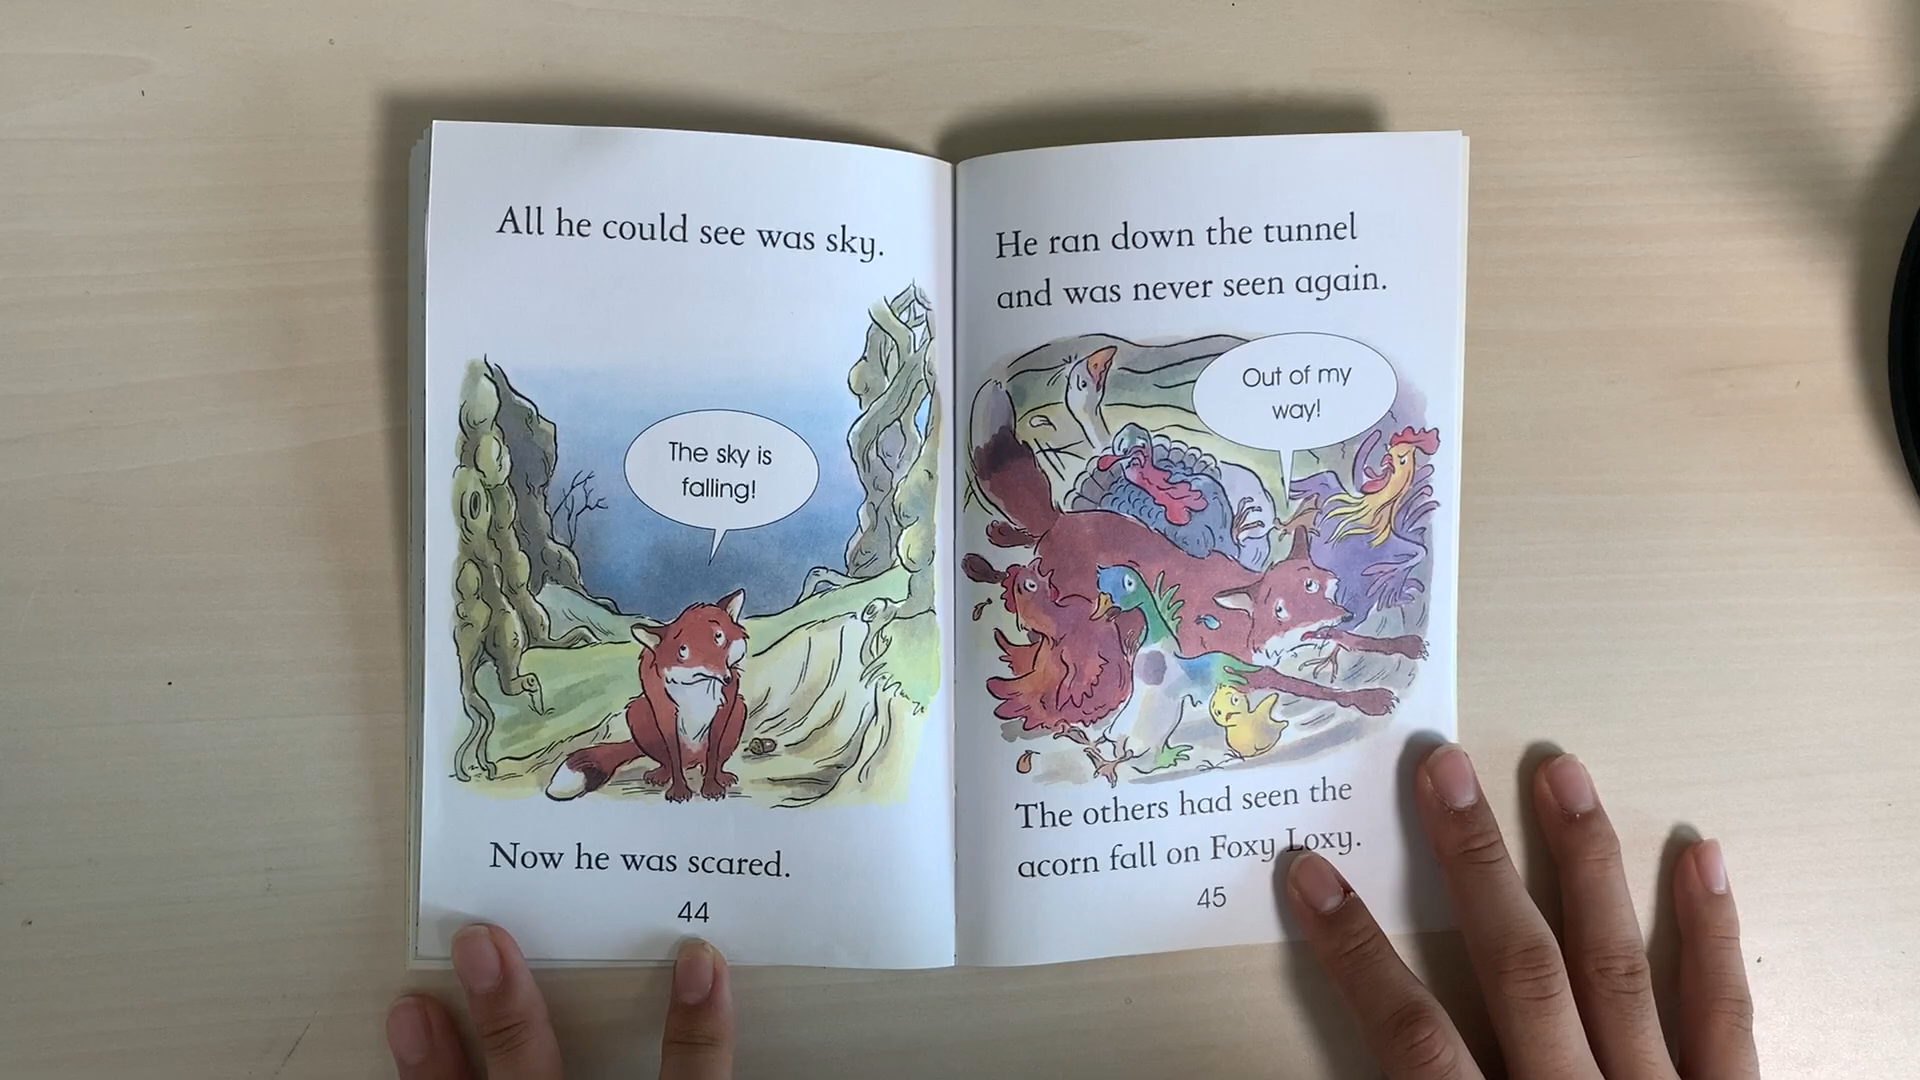 All he could see was sky.
The sky is
falling!
Now he was scared.
44
He ran down the tunnel
and was never seen again.
Out of my
way!
The others had seen the
acorn fall on Foxy Loxy.
45